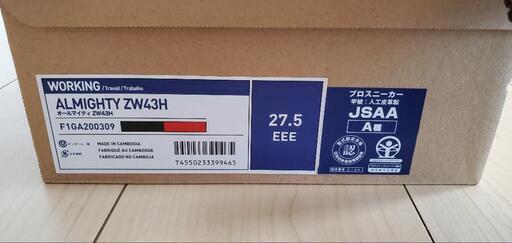 WORKING /Travail / Trabalho
ALMIGHTY ZW43H
オールマイティ ZW43H
F1GA200309
MADE IN CAMBODIA
FABRIQUÉ AU CAMBODGE
FABRICADO NO CAMBOJA
T4550233399465
27.5
EEE
プロスニーカー
甲被：人工皮革製
JSAA
A種